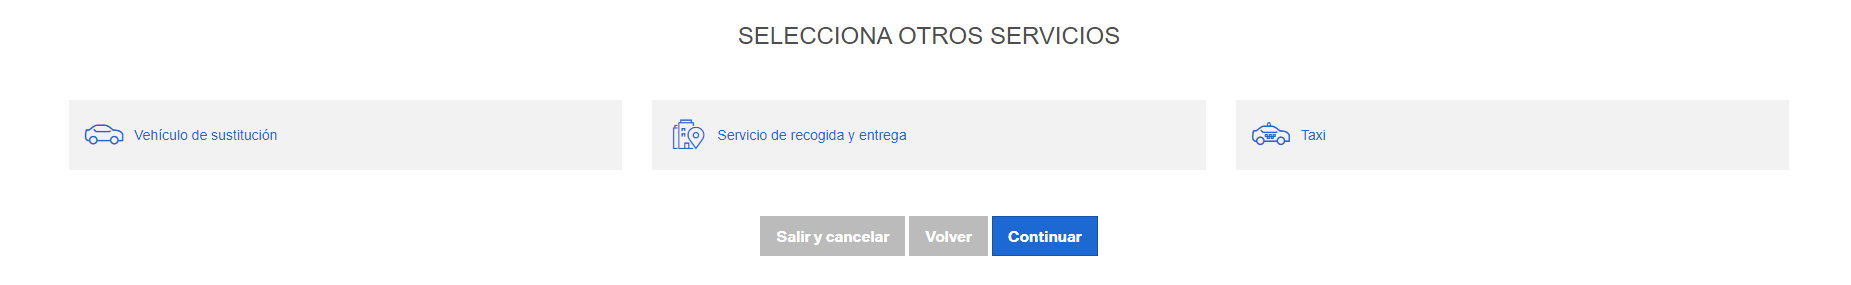 SELECCIONA OTROS SERVICIOS
Vehículo de sustitución
Servicio de recogida y entrega
Taxi
Salir y cancelar
Volver
Continuar